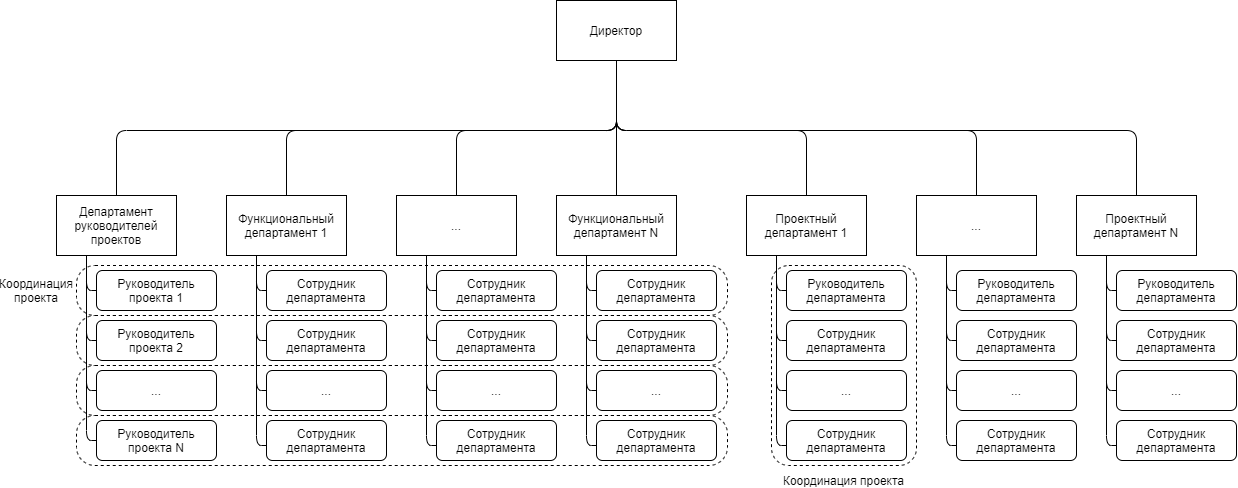 Директор
Департамент
руководителей
проектов
Функциональный
департамент 1
...
Функциональный
департамент N
Проектный
департамент 1
...
Проектный
департамент N
Координация
проекта
Руководитель
проекта 1
Сотрудник
департамента
Сотрудник
департамента
Сотрудник
департамента
Руководитель
департамента
Руководитель
департамента
Руководитель
департамента
Руководитель
проекта 2
Сотрудник
департамента
Сотрудник
департамента
Сотрудник
департамента
Сотрудник
департамента
Сотрудник
департамента
Сотрудник
департамента
...
...
...
...
...
...
...
Руководитель
проекта N
Сотрудник
департамента
Сотрудник
департамента
Сотрудник
департамента
Сотрудник
департамента
Сотрудник
департамента
Сотрудник
департамента
Координация проекта